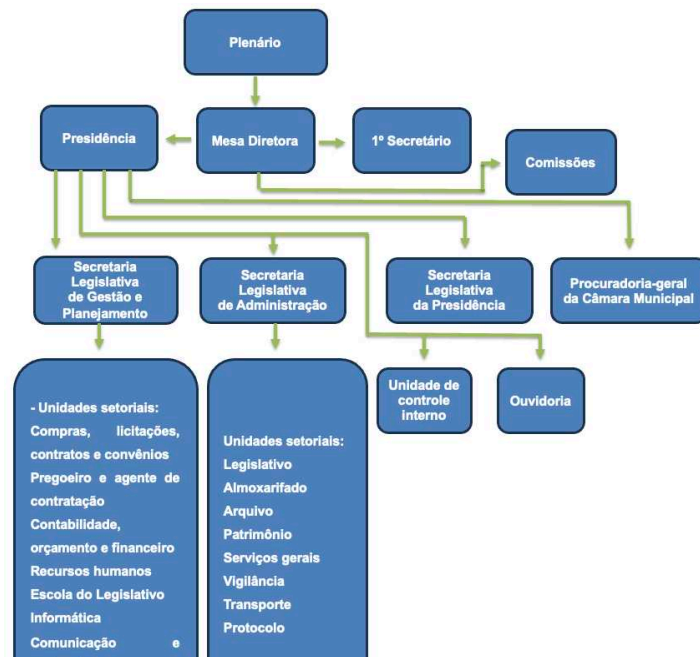 Plenário
Presidência
Mesa Diretora
1º Secretário
Comissões
Secretaria
Legislativa
de Gestão e
Planejamento
Secretaria
Legislativa
de Administração
Secretaria
Legislativa
da Presidência
Procuradoria-geral
da Câmara Municipal
- Unidades setoriais:
Compras, licitações,
contratos e convênios
Pregoeiro e agente de
contratação
Contabilidade,
orçamento e financeiro
Recursos humanos
Escola do Legislativo
Informática
Comunicação e
Unidades setoriais:
Legislativo
Almoxarifado
Arquivo
Patrimônio
Serviços gerais
Vigilância
Transporte
Protocolo
Unidade de
controle
interno
Ouvidoria